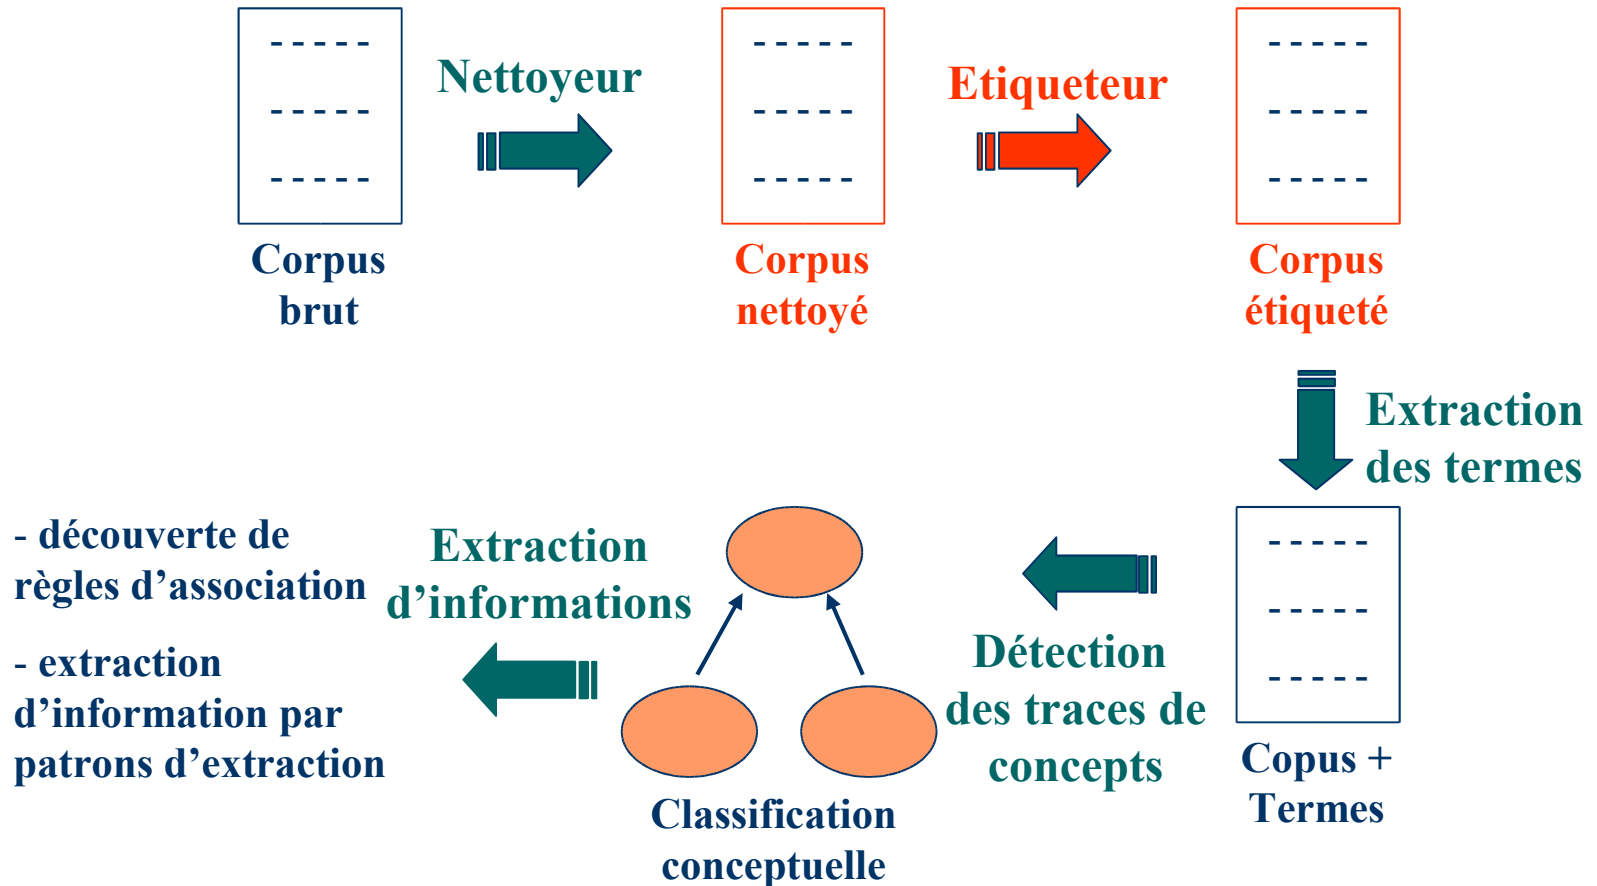 Nettoyeur
Etiqueteur
Corpus
brut
Corpus
nettoyé
Corpus
étiqueté
Extraction
des termes
Copus +
Termes
Détection
des traces de
concepts
Classification
conceptuelle
Extraction
d’informations
- découverte de
règles d’association
- extraction
d’information par
patrons d’extraction